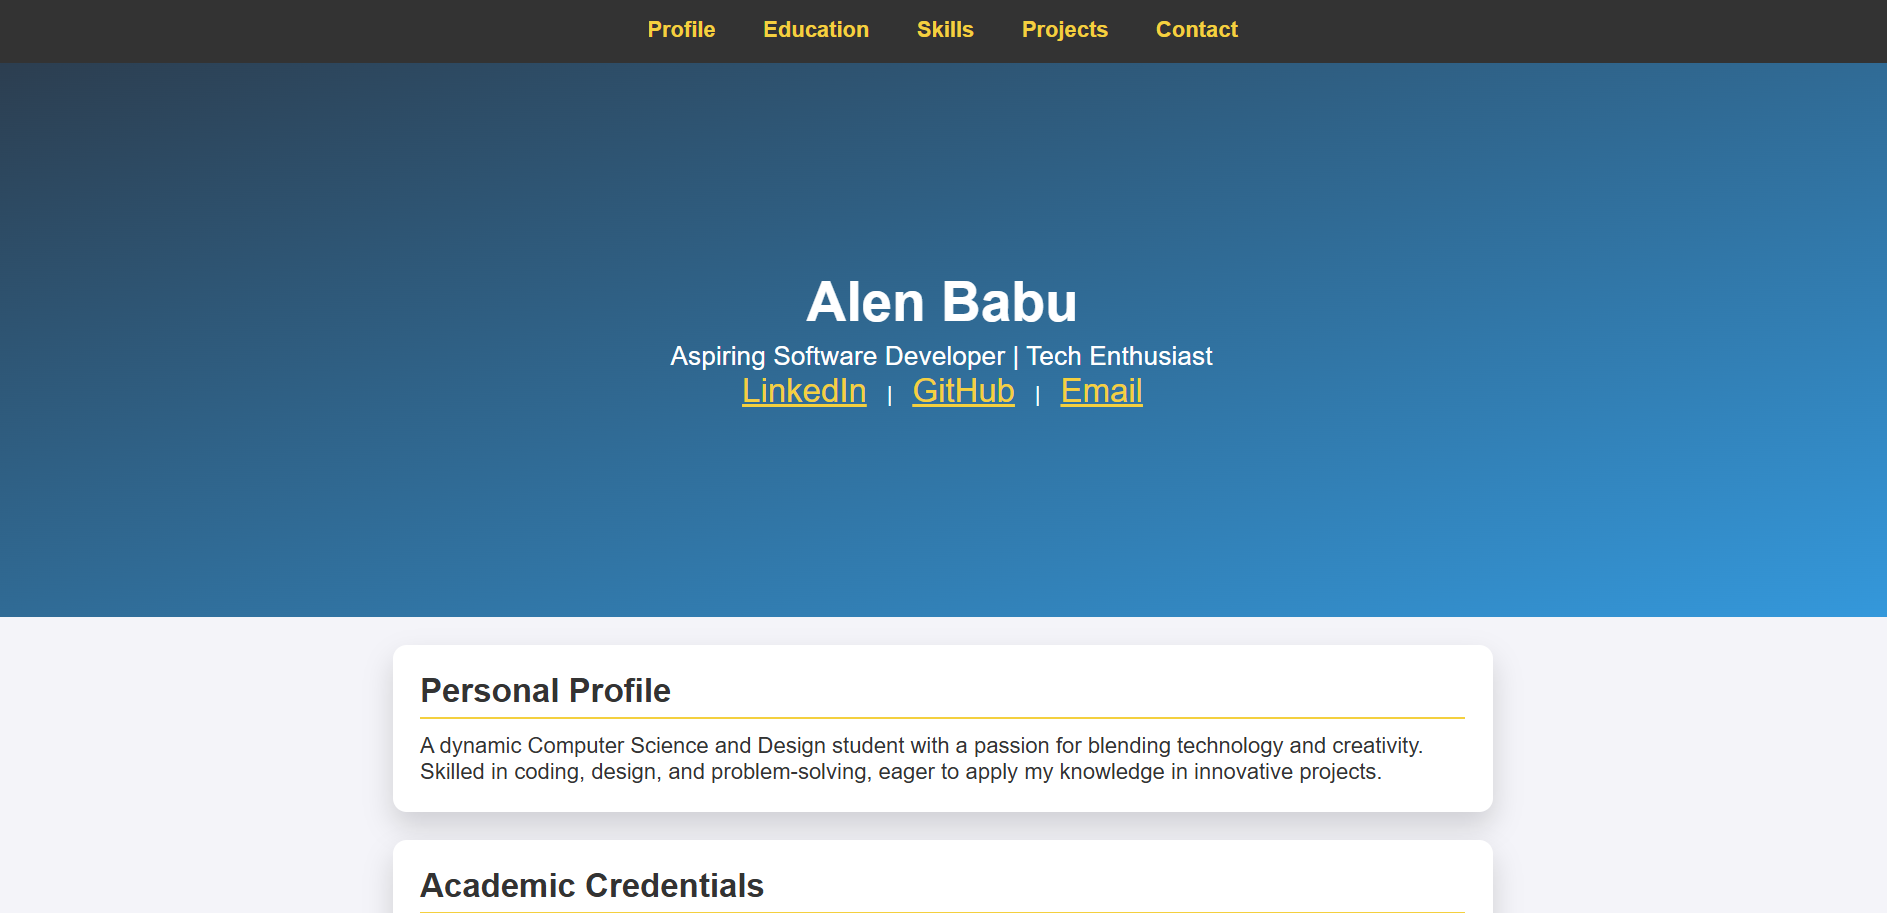 Profile Education Skills Projects Contact
Alen Babu
Aspiring Software Developer | Tech Enthusiast
LinkedIn | GitHub | Email
Personal Profile
A dynamic Computer Science and Design student with a passion for blending technology and creativity.
Skilled in coding, design, and problem-solving, eager to apply my knowledge in innovative projects.
Academic Credentials